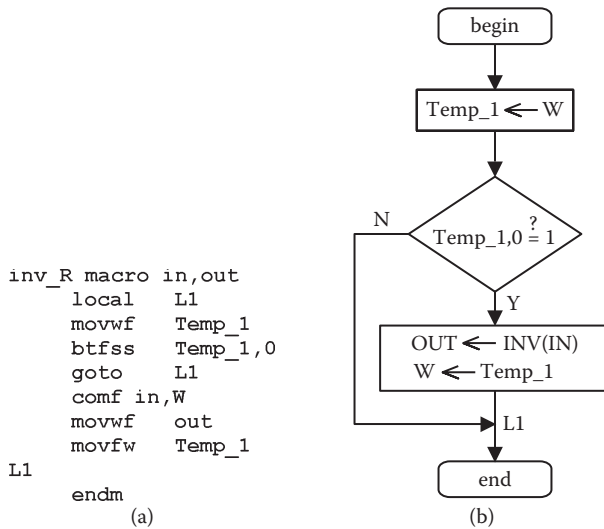 inv_R macro in,out
local L1
movwf Temp_1
btfss Temp_1,0
goto L1
comf in,W
movwf out
movfw Temp_1
L1
endm
(a)
begin
Temp_1 ← W
N
Temp_1,0 ≟ 1
Y
OUT ← INV(IN)
W ← Temp_1
L1
end
(b)